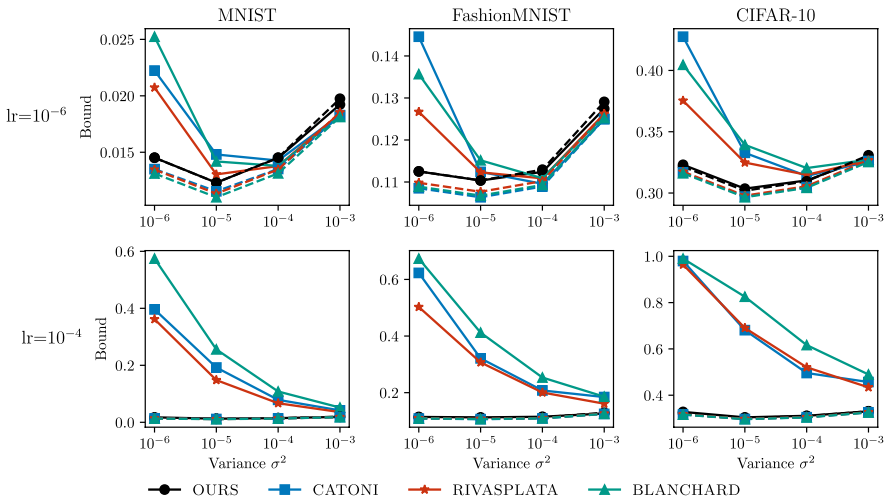 MNIST FashionMNIST CIFAR-10
lr=10⁻⁶
Bound
0.025
0.020
0.015
10⁻⁶ 10⁻⁵ 10⁻⁴ 10⁻³
0.14
0.13
0.12
0.11
10⁻⁶ 10⁻⁵ 10⁻⁴ 10⁻³
0.40
0.35
0.30
10⁻⁶ 10⁻⁵ 10⁻⁴ 10⁻³
lr=10⁻⁴
Bound
0.6
0.4
0.2
0.0
10⁻⁶ 10⁻⁵ 10⁻⁴ 10⁻³
Variance σ²
0.6
0.4
0.2
10⁻⁶ 10⁻⁵ 10⁻⁴ 10⁻³
Variance σ²
1.0
0.8
0.6
0.4
10⁻⁶ 10⁻⁵ 10⁻⁴ 10⁻³
Variance σ²
OURS CATONI RIVASPLATA BLANCHARD